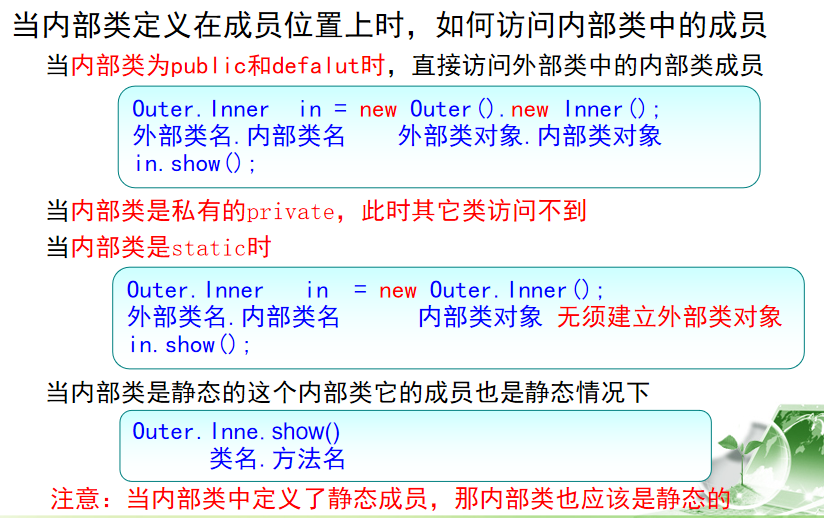 当内部类定义在成员位置上时，如何访问内部类中的成员
当内部类为public和defalut时，直接访问外部类中的内部类成员
Outer.Inner in = new Outer().new Inner();
外部类名.内部类名 外部类对象.内部类对象
in.show();
当内部类是私有的private，此时其它类访问不到
当内部类是static时
Outer.Inner in = new Outer.Inner();
外部类名.内部类名 内部类对象 无须建立外部类对象
in.show();
当内部类是静态的这个内部类它的成员也是静态情况下
Outer.Inne.show()
类名.方法名
注意：当内部类中定义了静态成员，那内部类也应该是静态的